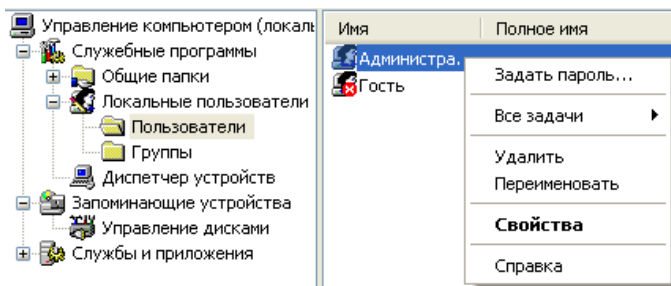 Управление компьютером (локаль
Служебные программы
Общие папки
Локальные пользователи
Пользователи
Группы
Диспетчер устройств
Запоминающие устройства
Управление дисками
Службы и приложения
Имя
Полное имя
Администра.
Гость
Задать пароль...
Все задачи
Удалить
Переименовать
Свойства
Справка